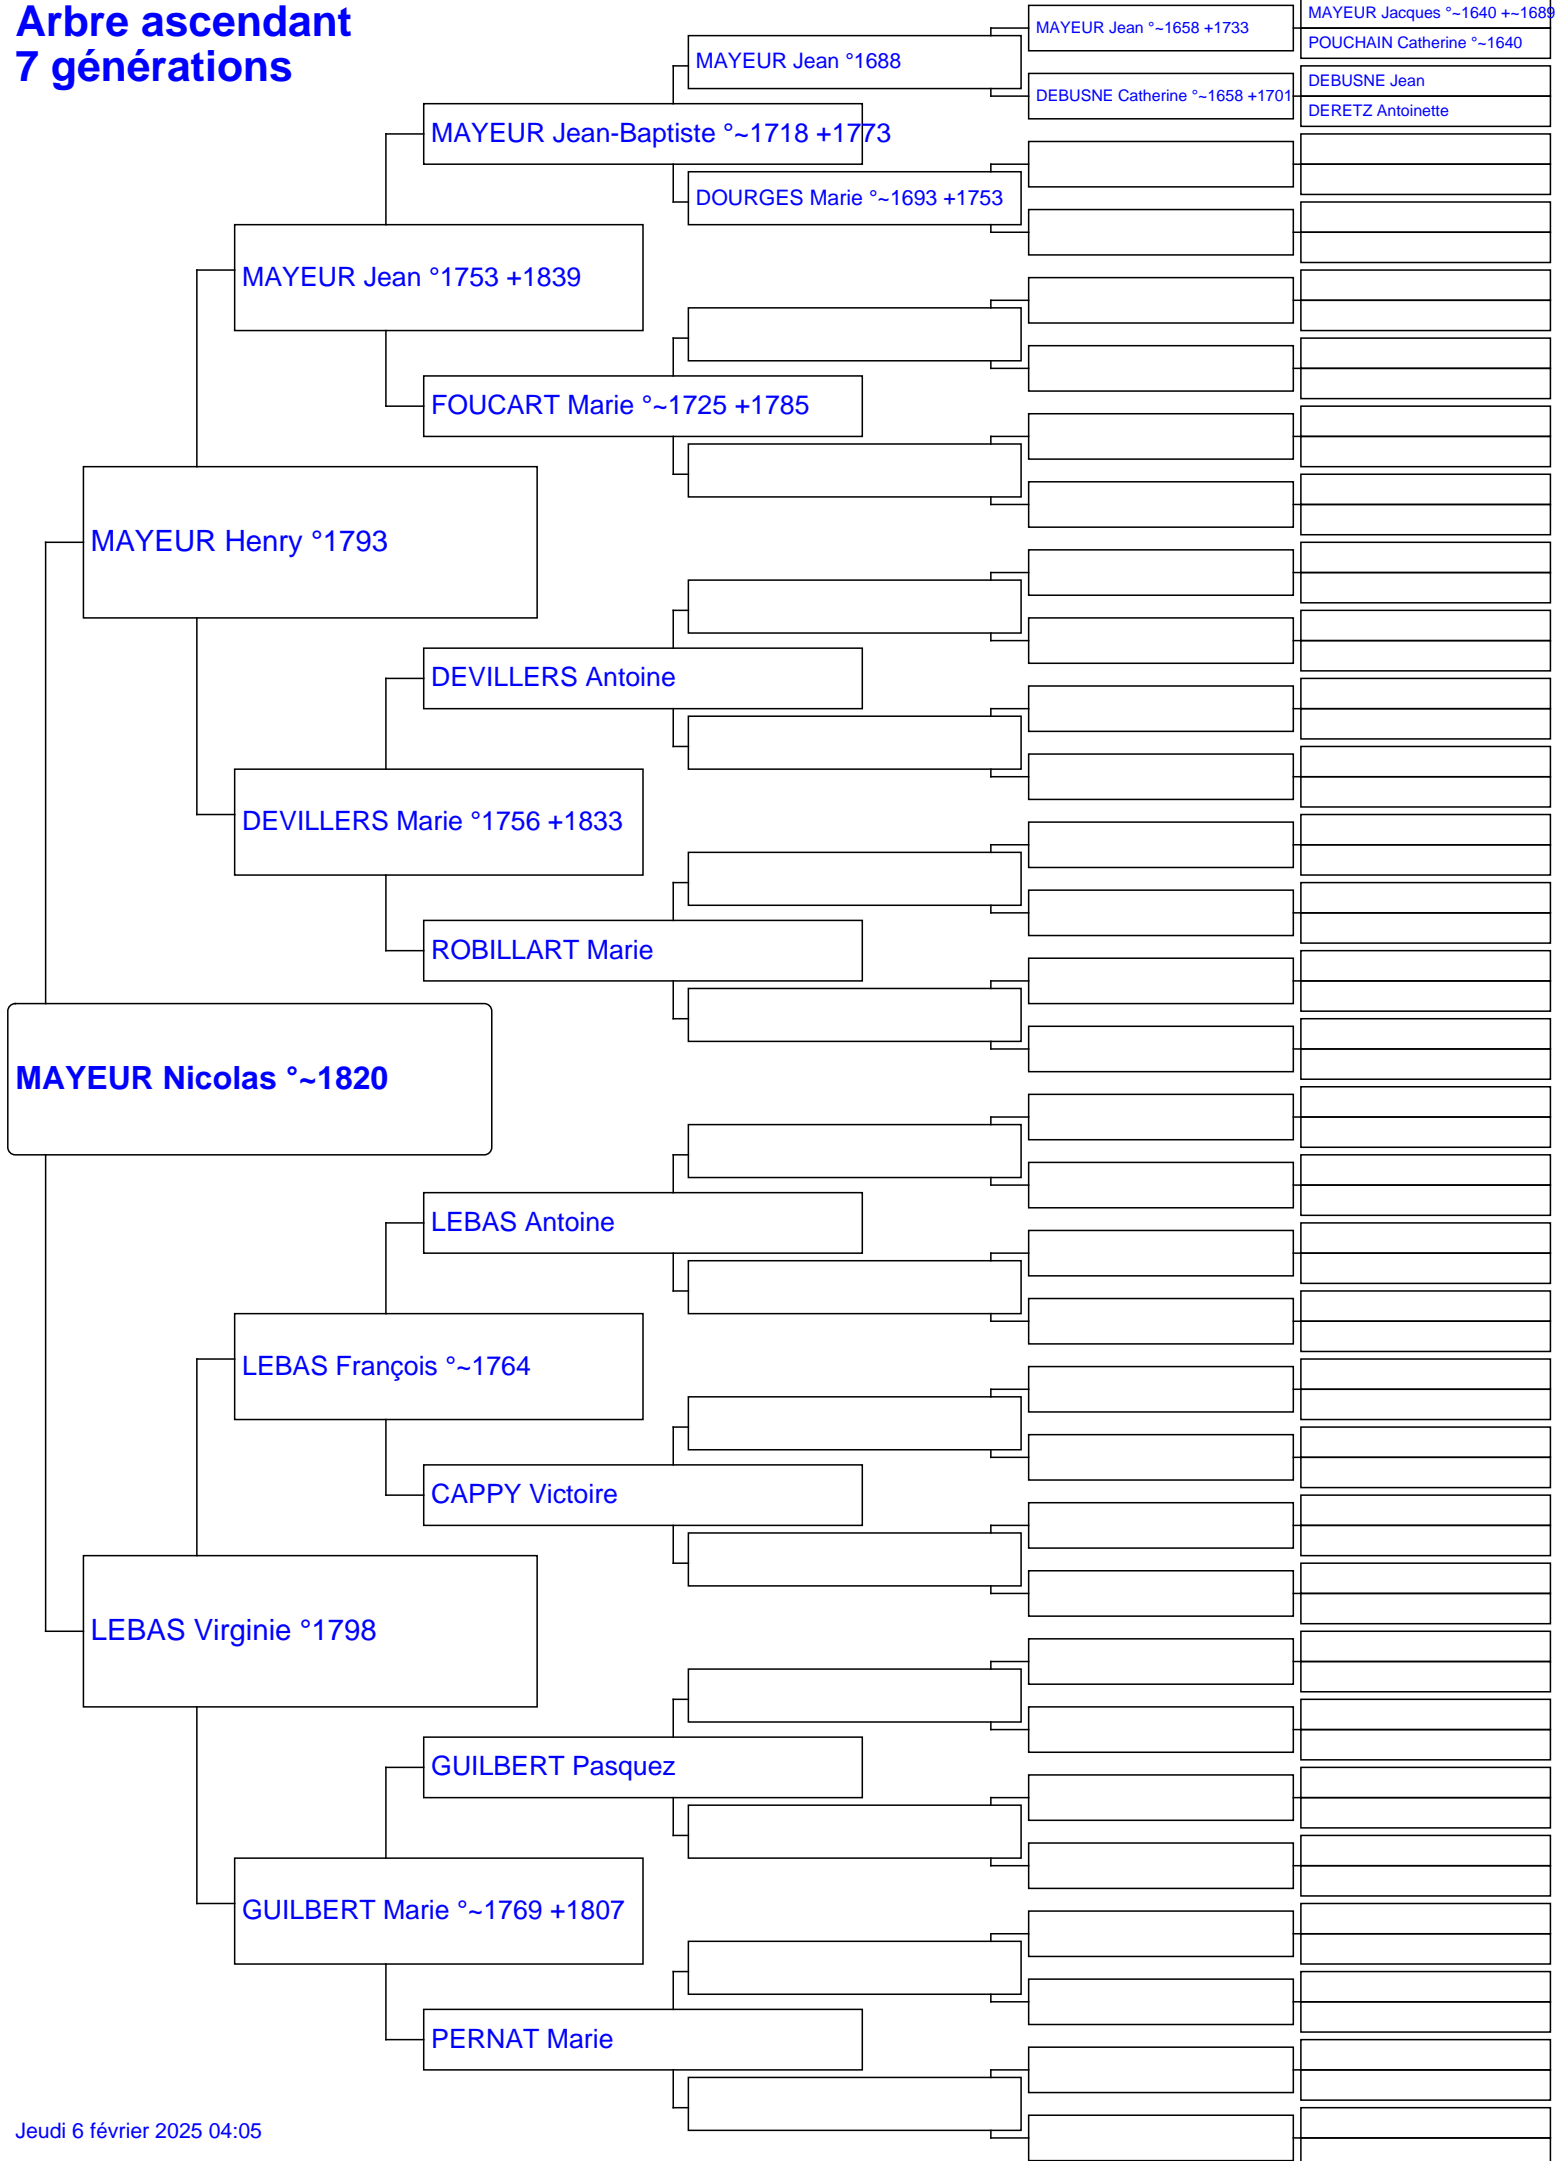 Arbre ascendant
7 générations
MAYEUR Jacques °~1640 +~1689
MAYEUR Jean °~1658 +1733
POUCHAIN Catherine °~1640
MAYEUR Jean °1688
DEBUSNE Jean
DEBUSNE Catherine °~1658 +1701
DERETZ Antoinette
MAYEUR Jean-Baptiste °~1718 +1773
DOURGES Marie °~1693 +1753
MAYEUR Jean °1753 +1839
FOUCART Marie °~1725 +1785
MAYEUR Henry °1793
DEVILLERS Antoine
DEVILLERS Marie °1756 +1833
ROBILLART Marie
MAYEUR Nicolas °~1820
LEBAS Antoine
LEBAS François °~1764
CAPPY Victoire
LEBAS Virginie °1798
GUILBERT Pasquez
GUILBERT Marie °~1769 +1807
PERNAT Marie
Jeudi 6 février 2025 04:05